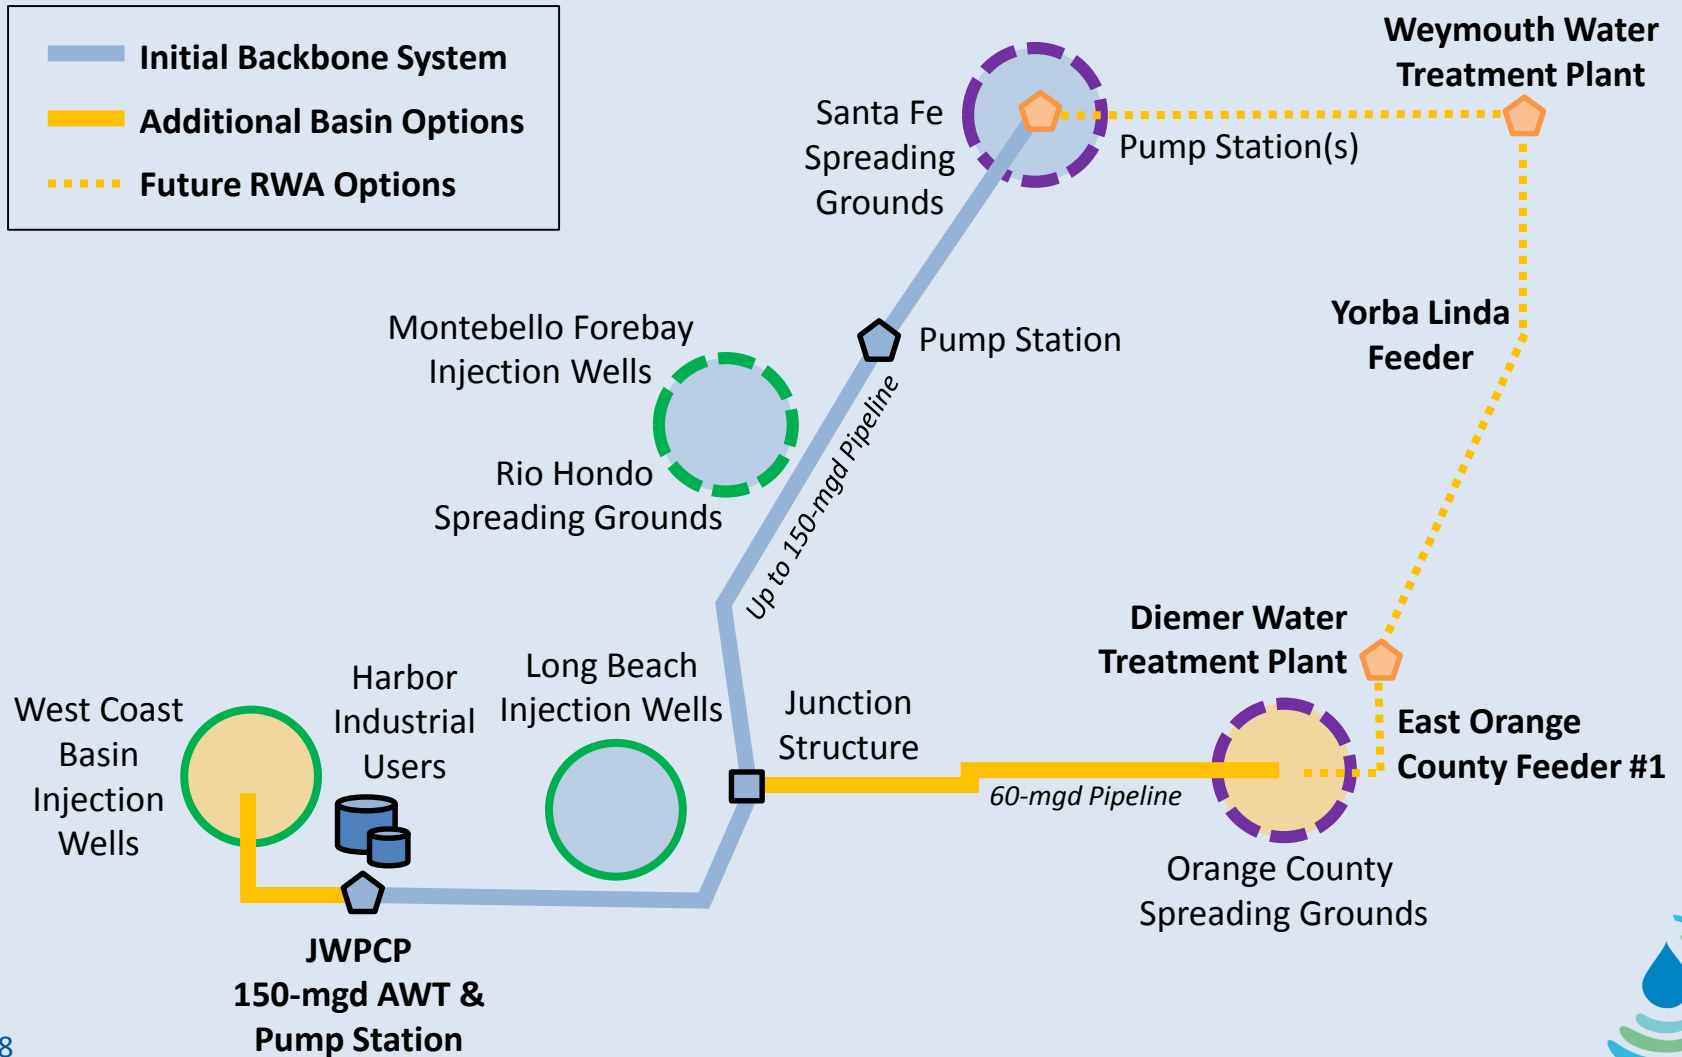 Initial Backbone System
Additional Basin Options
Future RWA Options
Weymouth Water
Treatment Plant
Santa Fe
Spreading
Grounds
Pump Station(s)
Yorba Linda
Feeder
Montebello Forebay
Injection Wells
Pump Station
Up to 150-mgd Pipeline
Rio Hondo
Spreading Grounds
Diemer Water
Treatment Plant
Long Beach
Injection Wells
Harbor
Industrial
Users
West Coast
Basin
Injection
Wells
Junction
Structure
60-mgd Pipeline
East Orange
County Feeder #1
Orange County
Spreading Grounds
JWPCP
150-mgd AWT &
Pump Station
8